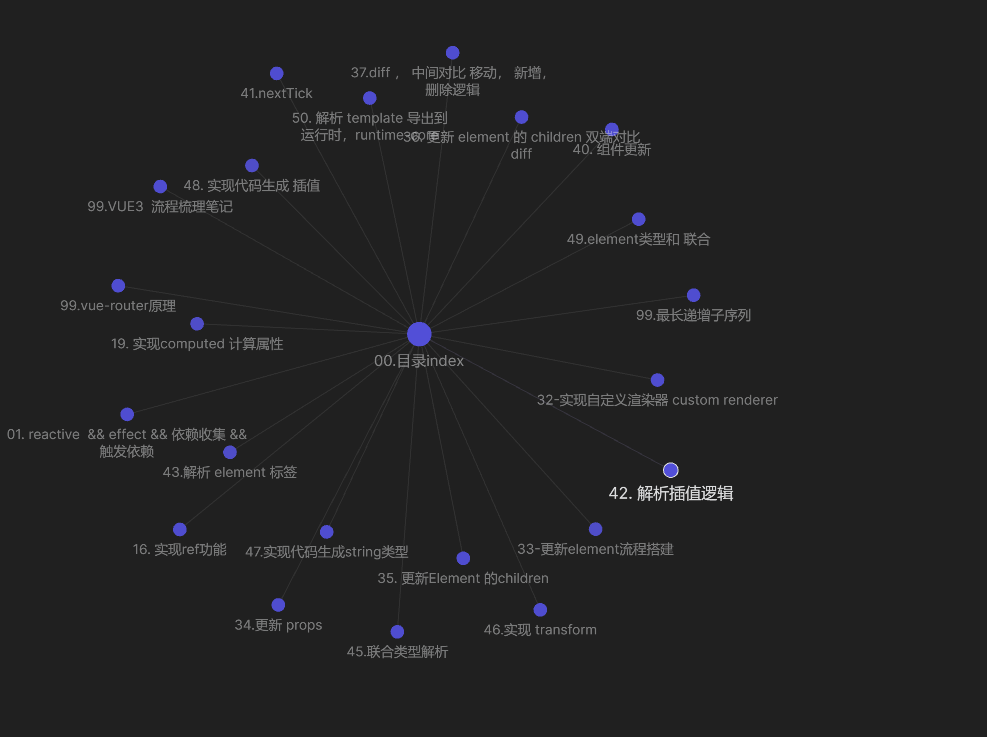 37.diff ， 中间对比 移动， 新增，
删除逻辑
41.nextTick
50. 解析 template 导出到
运行时，runtime-core
36. 更新 element 的 children 双端对比
diff
40. 组件更新
48. 实现代码生成 插值
99.VUE3 流程梳理笔记
49.element类型和 联合
99.vue-router原理
99.最长递增子序列
19. 实现computed 计算属性
00.目录index
32-实现自定义渲染器 custom renderer
01. reactive && effect && 依赖收集 &&
触发依赖
43.解析 element 标签
42. 解析插值逻辑
16. 实现ref功能
47.实现代码生成string类型
33-更新element流程搭建
35. 更新Element 的children
34.更新 props
46.实现 transform
45.联合类型解析